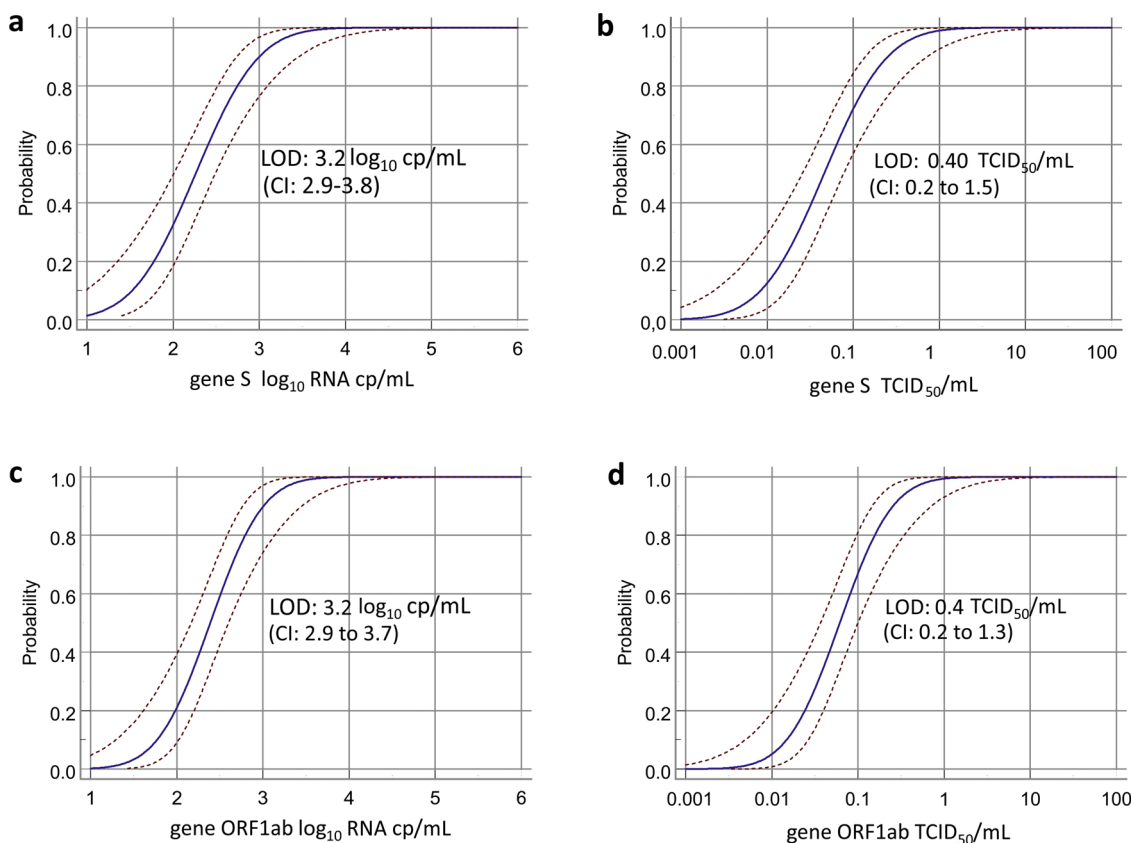 a
1.0
0.8
0.6
0.4
0.2
0.0
Probability
LOD: 3.2 log10 cp/mL
(CI: 2.9-3.8)
1 2 3 4 5 6
gene S log10 RNA cp/mL
b
1.0
0.8
0.6
0.4
0.2
0,0
Probability
LOD: 0.40 TCID50/mL
(CI: 0.2 to 1.5)
0.001 0.01 0.1 1 10 100
gene S TCID50/mL
c
1.0
0.8
0.6
0.4
0.2
0.0
Probability
LOD: 3.2 log10 cp/mL
(CI: 2.9 to 3.7)
1 2 3 4 5 6
gene ORF1ab log10 RNA cp/mL
d
1.0
0.8
0.6
0.4
0.2
0.0
Probability
LOD: 0.4 TCID50/mL
(CI: 0.2 to 1.3)
0.001 0.01 0.1 1 10 100
gene ORF1ab TCID50/mL